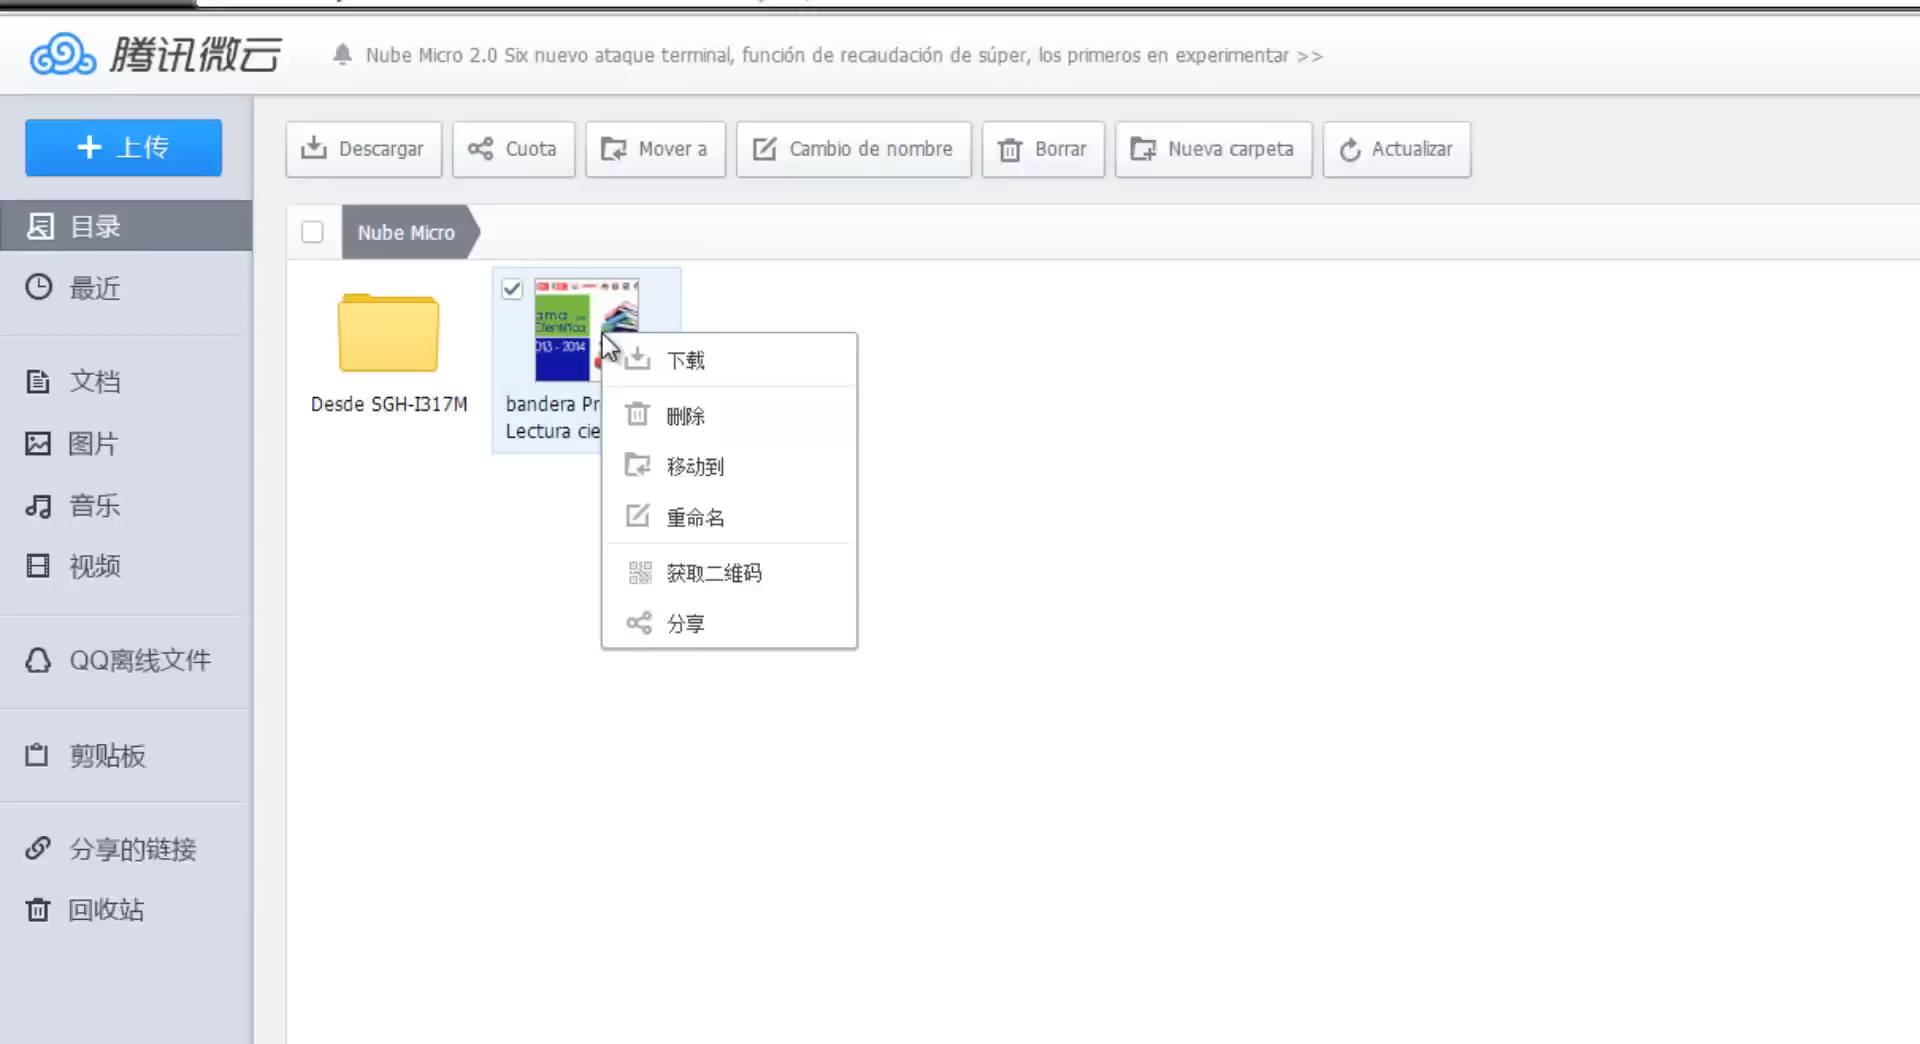 腾讯微云
Nube Micro 2.0 Six nuevo ataque terminal, función de recaudación de súper, los primeros en experimentar >>
上传
Descargar
Cuota
Mover a
Cambio de nombre
Borrar
Nueva carpeta
Actualizar
目录
最近
文档
图片
音乐
视频
QQ离线文件
剪贴板
分享的链接
回收站
Nube Micro
Desde SGH-I317M
ama
Científica
013 - 2014
bandera Pr
Lectura cie
下载
删除
移动到
重命名
获取二维码
分享